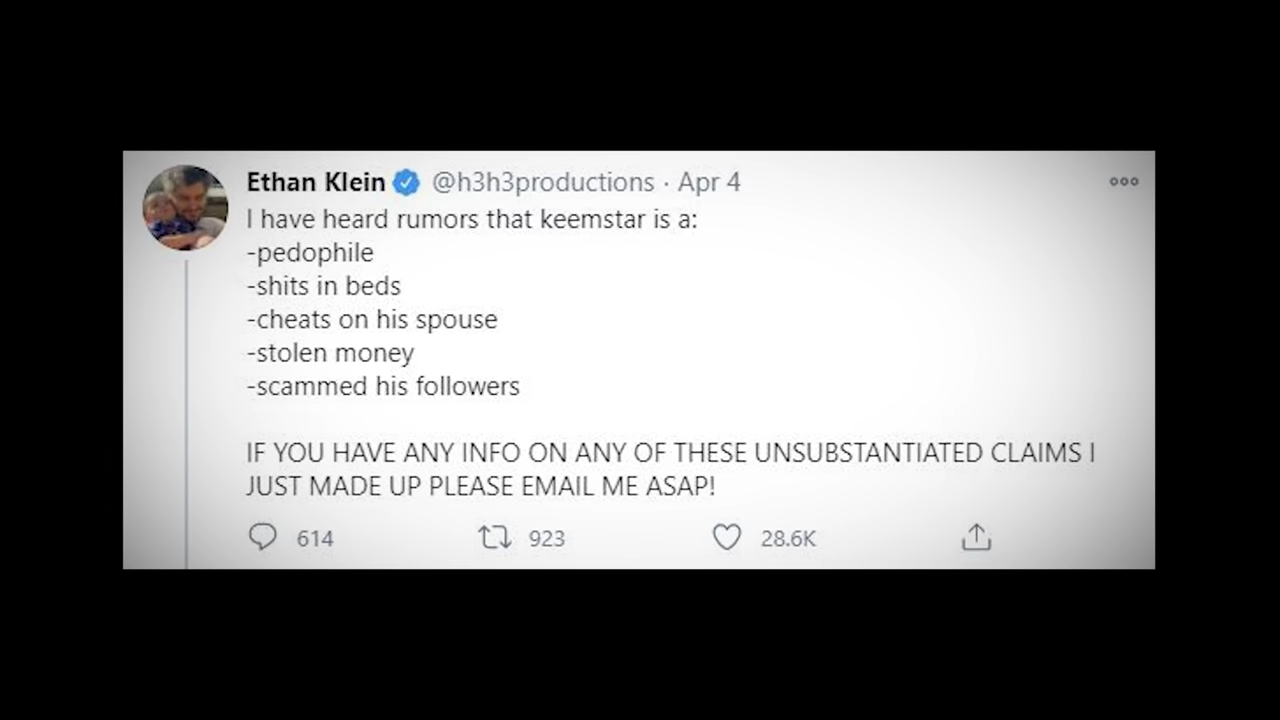 Ethan Klein @h3h3productions · Apr 4
I have heard rumors that keemstar is a:
-pedophile
-shits in beds
-cheats on his spouse
-stolen money
-scammed his followers
IF YOU HAVE ANY INFO ON ANY OF THESE UNSUBSTANTIATED CLAIMS I
JUST MADE UP PLEASE EMAIL ME ASAP!
614 923 28.6K